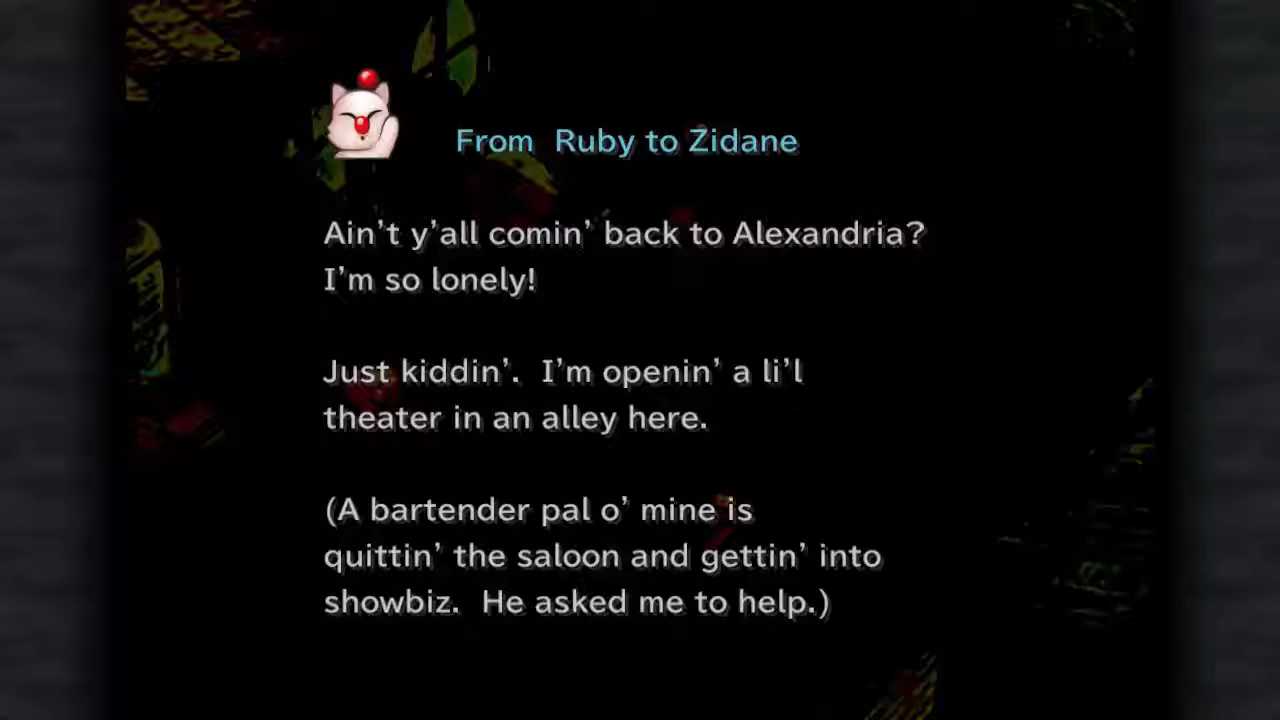 From  Ruby to Zidane
Ain't y'all comin' back to Alexandria?
I'm so lonely!
Just kiddin'.  I'm openin' a li'l
theater in an alley here.
(A bartender pal o' mine is
quittin' the saloon and gettin' into
showbiz.  He asked me to help.)